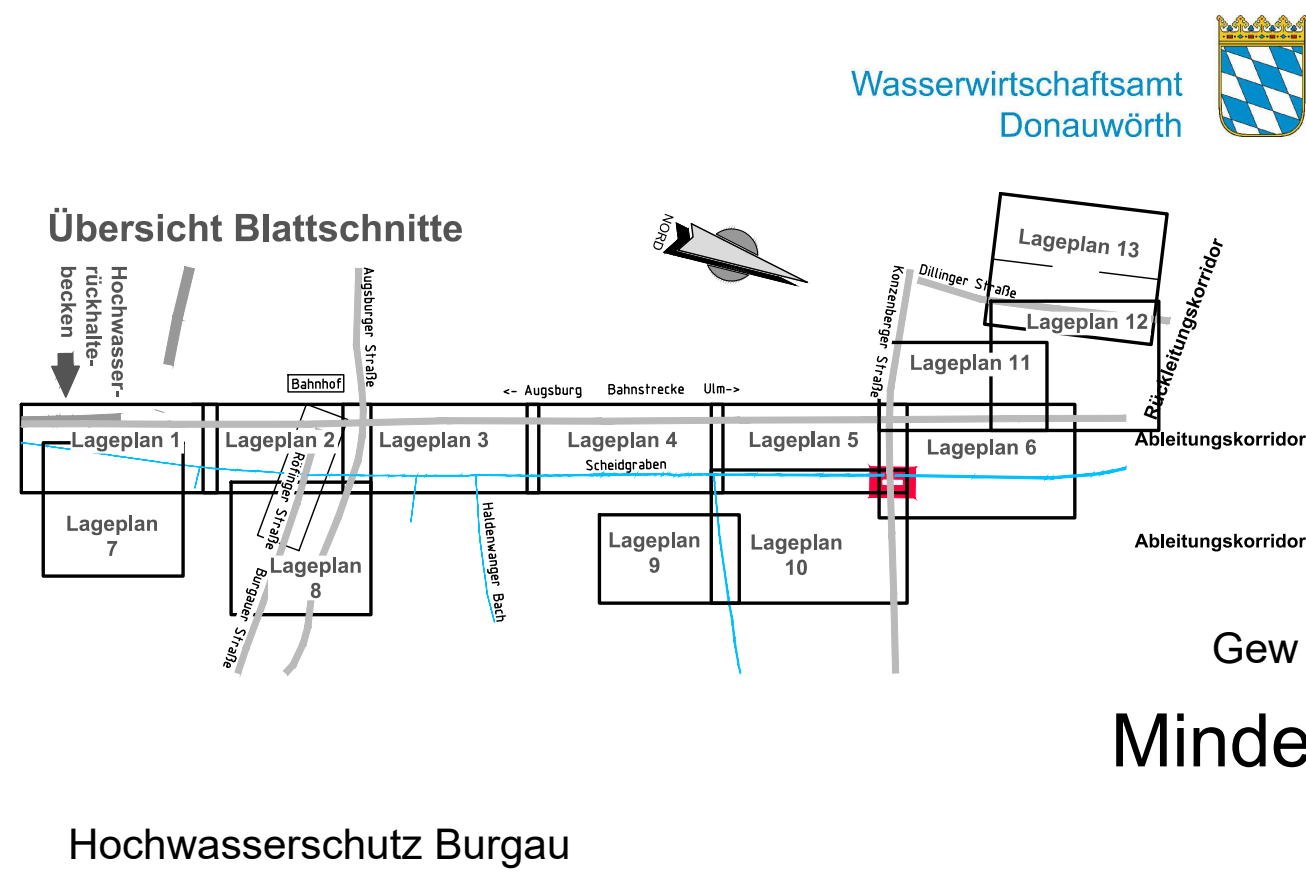 Wasserwirtschaftsamt
Donauwörth
Übersicht Blattschnitte
NORD
Hochwasser-
rückhalte-
becken
Augsburger Straße
Bahnhof
<- Augsburg Bahnstrecke Ulm->
Konzenberger Straße
Dillinger Straße
Lageplan 13
Lageplan 12
Rückleitungskorridor
Lageplan 11
Lageplan 1
Lageplan 2
Lageplan 3
Lageplan 4
Lageplan 5
Lageplan 6
Ableitungskorridor
Scheidgraben
Röfinger Straße
Haldenwanger Bach
Lageplan
7
Lageplan
8
Burgauer Straße
Lageplan
9
Lageplan
10
Ableitungskorridor
Gew
Minde
Hochwasserschutz Burgau